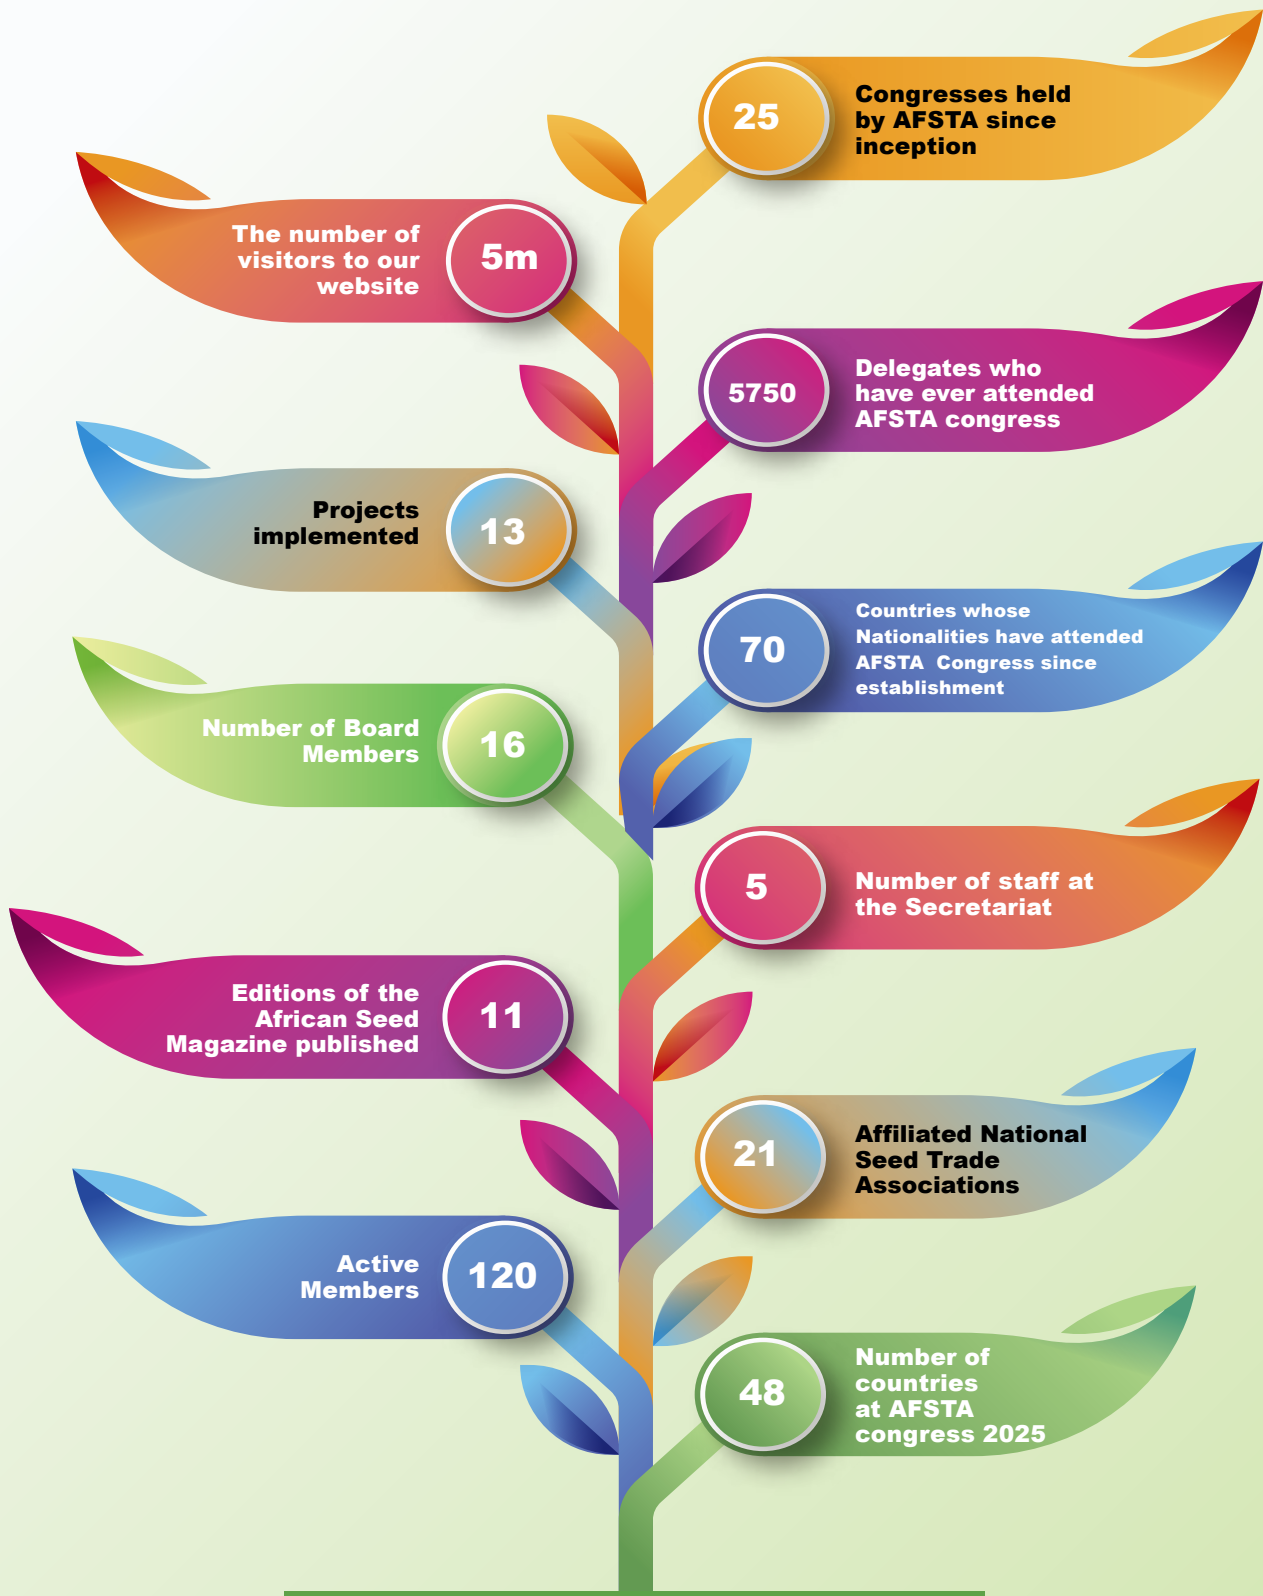 25
Congresses held
by AFSTA since
inception
The number of
visitors to our
website
5m
5750
Delegates who
have ever attended
AFSTA congress
Projects
implemented
13
70
Countries whose
Nationalities have attended
AFSTA Congress since
establishment
Number of Board
Members
16
5
Number of staff at
the Secretariat
Editions of the
African Seed
Magazine published
11
21
Affiliated National
Seed Trade
Associations
Active
Members
120
48
Number of
countries
at AFSTA
congress 2025